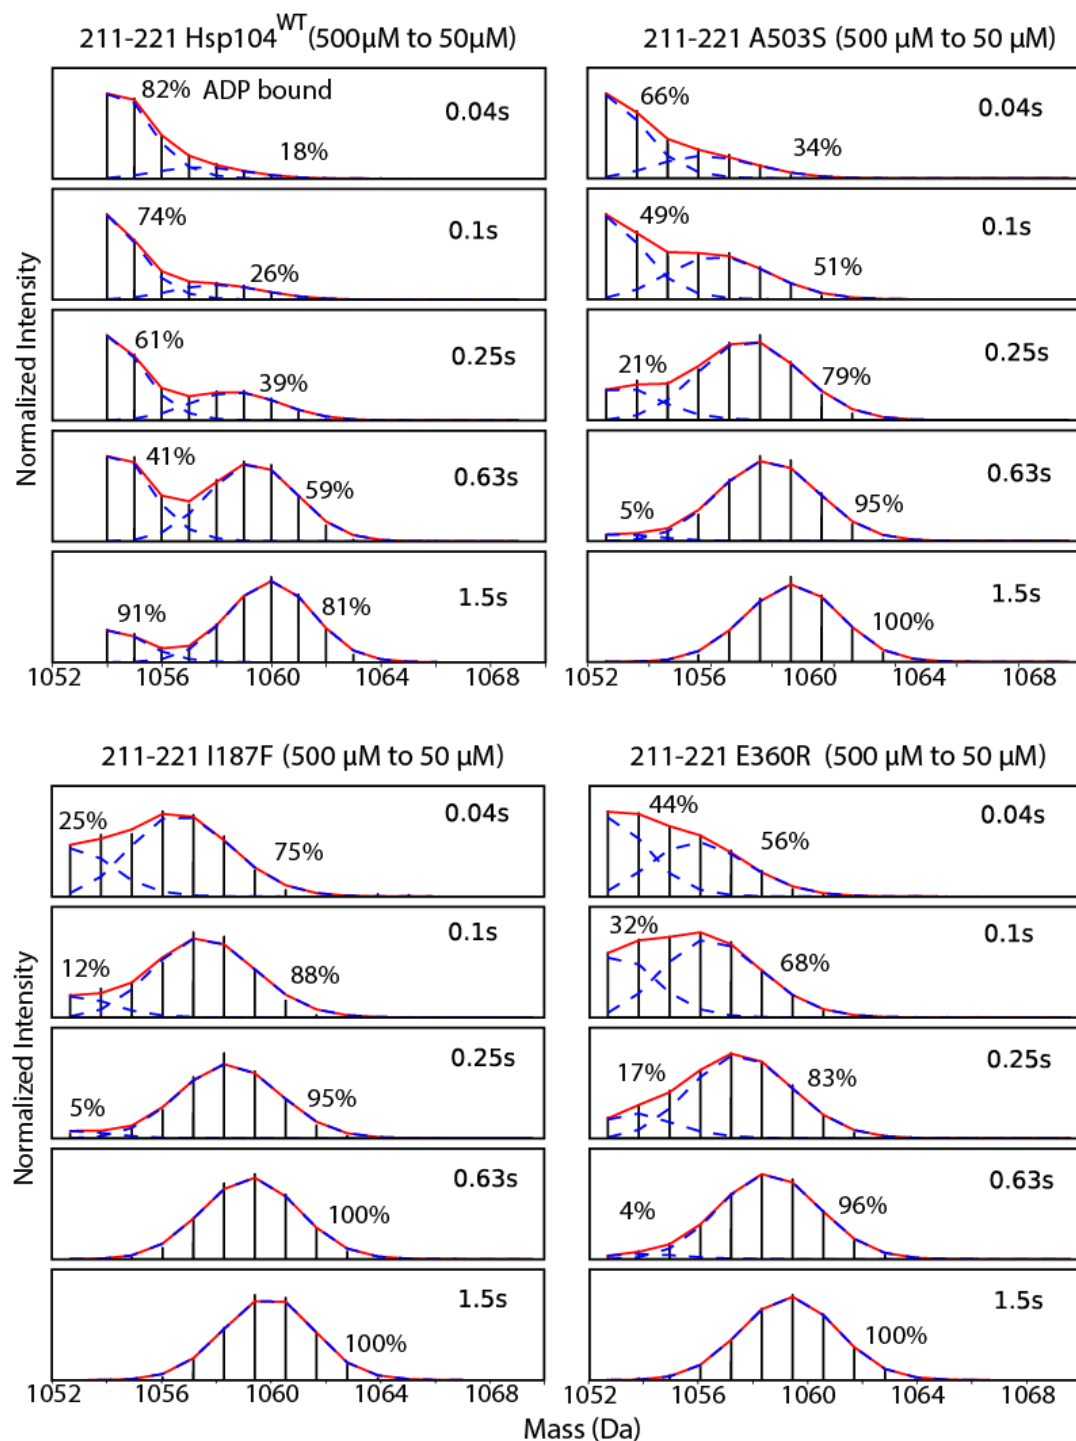 211-221 Hsp104WT (500μM to 50μM)
82% ADP bound
0.04s
18%
74%
0.1s
26%
61%
0.25s
39%
41%
0.63s
59%
91%
1.5s
81%
1052 1056 1060 1064 1068
211-221 A503S (500 μM to 50 μM)
66%
0.04s
34%
49%
0.1s
51%
21%
0.25s
79%
0.63s
5%
95%
1.5s
100%
1052 1056 1060 1064 1068
Normalized Intensity
211-221 I187F (500 μM to 50 μM)
25%
0.04s
75%
12%
0.1s
88%
0.25s
5%
95%
0.63s
100%
1.5s
100%
1052 1056 1060 1064 1068
211-221 E360R (500 μM to 50 μM)
44%
0.04s
56%
32%
0.1s
68%
17%
0.25s
83%
4%
0.63s
96%
1.5s
100%
1052 1056 1060 1064 1068
Normalized Intensity
Mass (Da)